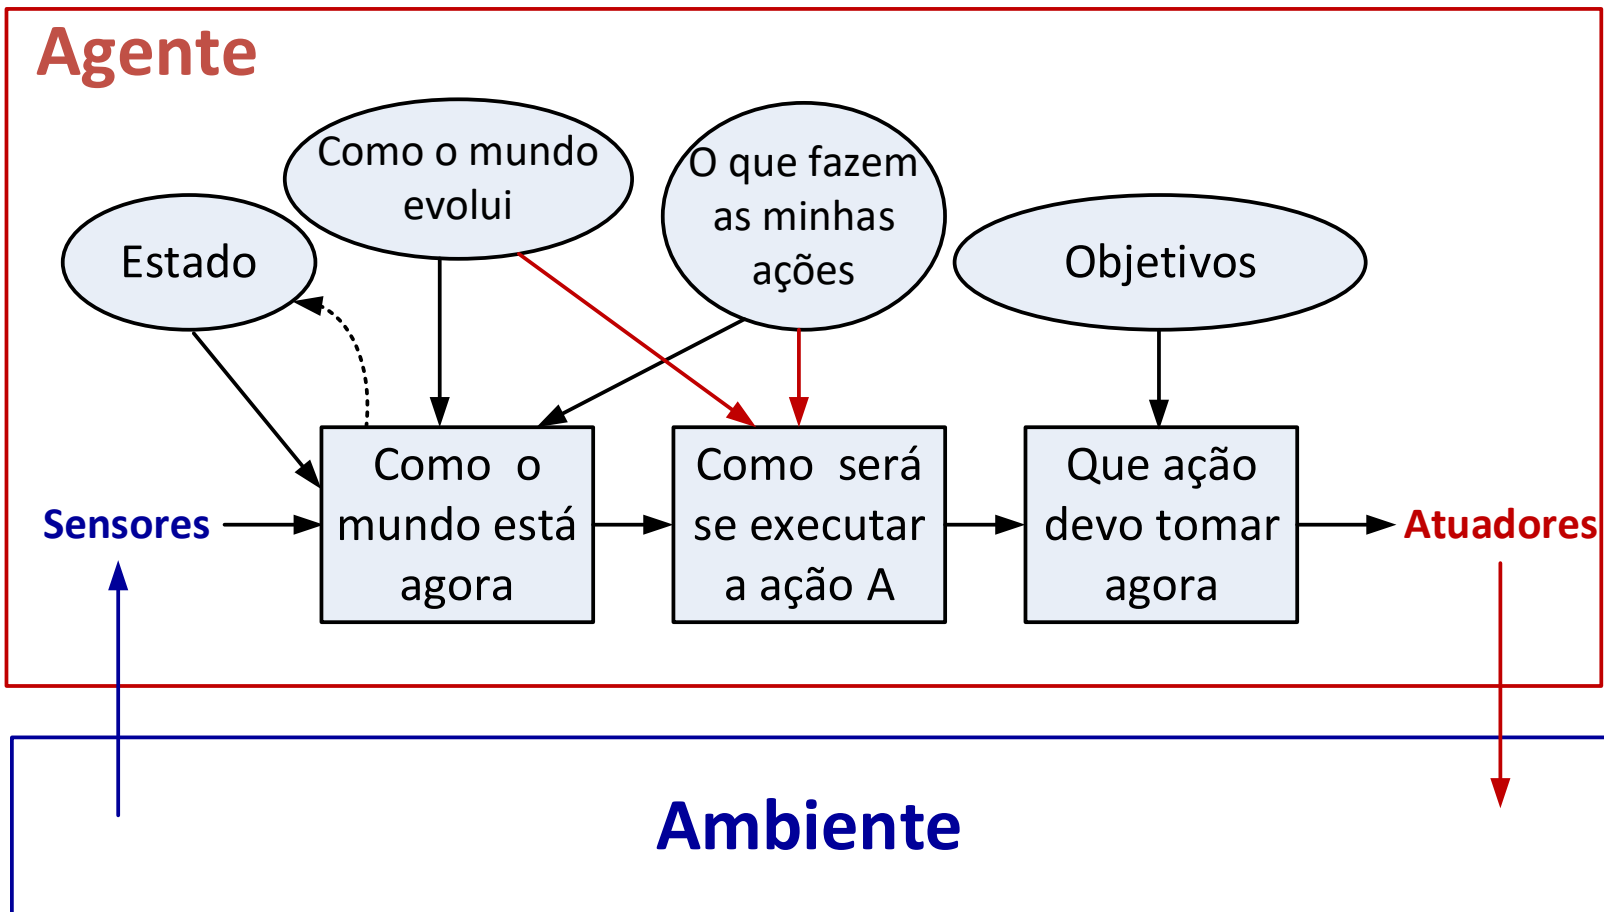 Agente
Como o mundo
evolui
O que fazem
as minhas
ações
Estado
Objetivos
Como o
mundo está
agora
Como será
se executar
a ação A
Que ação
devo tomar
agora
Sensores
Atuadores
Ambiente